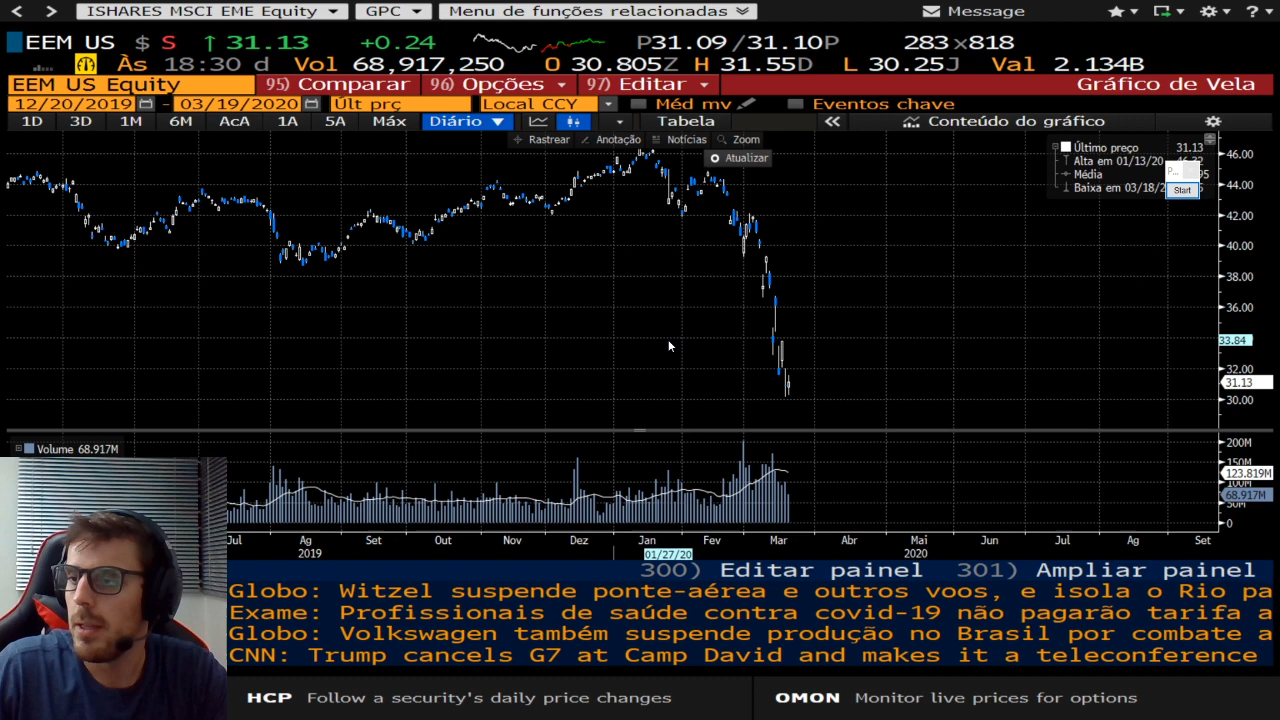 ISHARES MSCI EME Equity GPC Menu de funções relacionadas Message
EEM US $ S ↑ 31.13 +0.24 P31.09/31.10P 283×818
Às 18:30 d Vol 68,917,250 O 30.805Z H 31.55D L 30.25J Val 2.134B
EEM US Equity 95) Comparar 96) Opções 97) Editar Gráfico de Vela
12/20/2019 - 03/19/2020 Últ prç Local CCY Méd mv Eventos chave
1D 3D 1M 6M AcA 1A 5A Máx Diário Tabela Conteúdo do gráfico
Rastrear Anotação Notícias Zoom
Atualizar
Último preço 31.13
Alta em 01/13/20
Média
Baixa em 03/18/
P...
Start
46.00
44.00
42.00
40.00
38.00
36.00
33.84
32.00
31.13
30.00
Volume 68.917M
200M
150M
123.819M
68.917M
0
Jul Ag Set Out Nov Dez Jan Fev Mar Abr Mai Jun Jul Ago Set
2019 01/27/20 2020
300) Editar painel 301) Ampliar painel
Globo: Witzel suspende ponte-aérea e outros voos, e isola o Rio pa
Exame: Profissionais de saúde contra covid-19 não pagarão tarifa a
Globo: Volkswagen também suspende produção no Brasil por combate a
CNN: Trump cancels G7 at Camp David and makes it a teleconference
HCP Follow a security's daily price changes OMON Monitor live prices for options